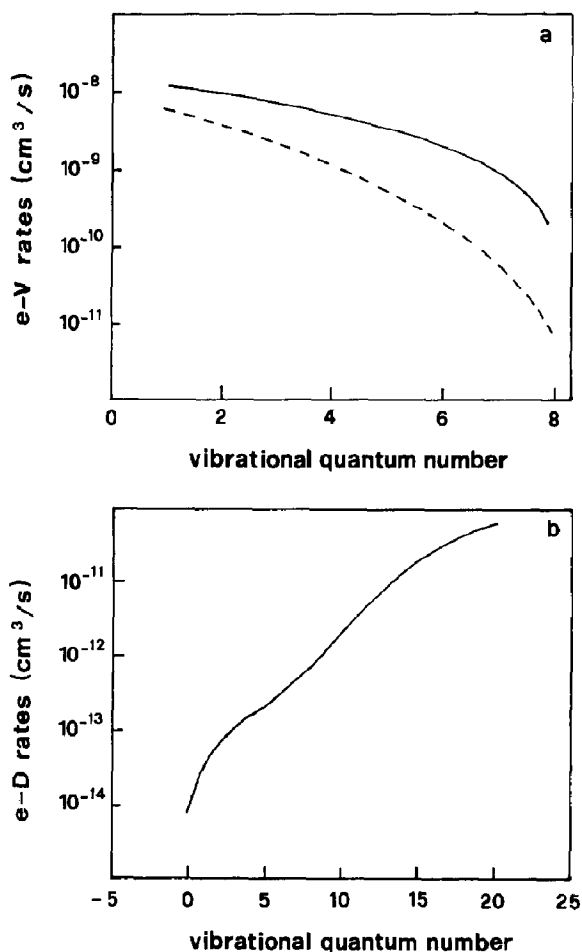 a
10⁻⁸
10⁻⁹
10⁻¹⁰
10⁻¹¹
e-V rates (cm³/s)
0 2 4 6 8
vibrational quantum number
b
10⁻¹¹
10⁻¹²
10⁻¹³
10⁻¹⁴
e-D rates (cm³/s)
-5 0 5 10 15 20 25
vibrational quantum number